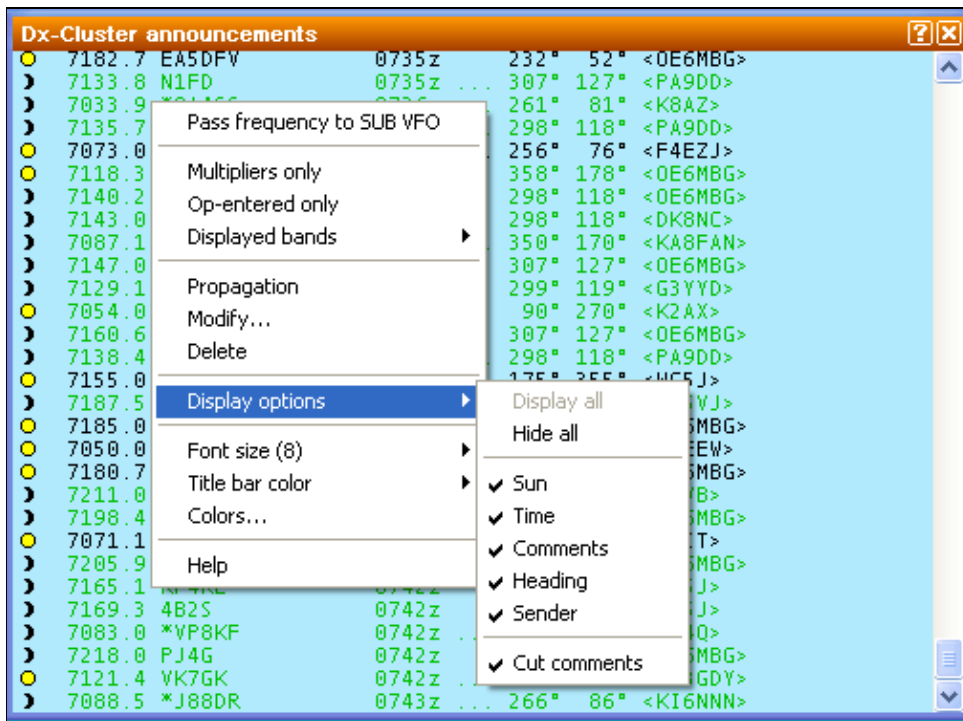 Dx-Cluster announcements
7182.7 EA5DFV 0735z 232° 52° <OE6MBG>
7133.8 N1FD 0735z ... 307° 127° <PA9DD>
7033.9 261° 81° <K8AZ>
7135.7 298° 118° <PA9DD>
7073.0 256° 76° <F4EZJ>
7118.3 358° 178° <OE6MBG>
7140.2 298° 118° <OE6MBG>
7143.0 298° 118° <DK8NC>
7087.1 350° 170° <KA8FAN>
7147.0 307° 127° <OE6MBG>
7129.1 299° 119° <G3YYD>
7054.0 90° 270° <K2AX>
7160.6 307° 127° <OE6MBG>
7138.4 298° 118° <PA9DD>
7155.0
7187.5 VJ>
7185.0 MBG>
7050.0 EW>
7180.7 MBG>
7211.0 B>
7198.4 MBG>
7071.1 T>
7205.9 MBG>
7165.1 J>
7169.3 4B2S 0742z J>
7083.0 *VP8KF 0742z .. Q>
7218.0 PJ4G 0742z MBG>
7121.4 VK7GK 0742z .. GDY>
7088.5 *J88DR 0743z ... 266° 86° <KI6NNN>
Pass frequency to SUB VFO
Multipliers only
Op-entered only
Displayed bands
Propagation
Modify...
Delete
Display options
Font size (8)
Title bar color
Colors...
Help
Display all
Hide all
Sun
Time
Comments
Heading
Sender
Cut comments